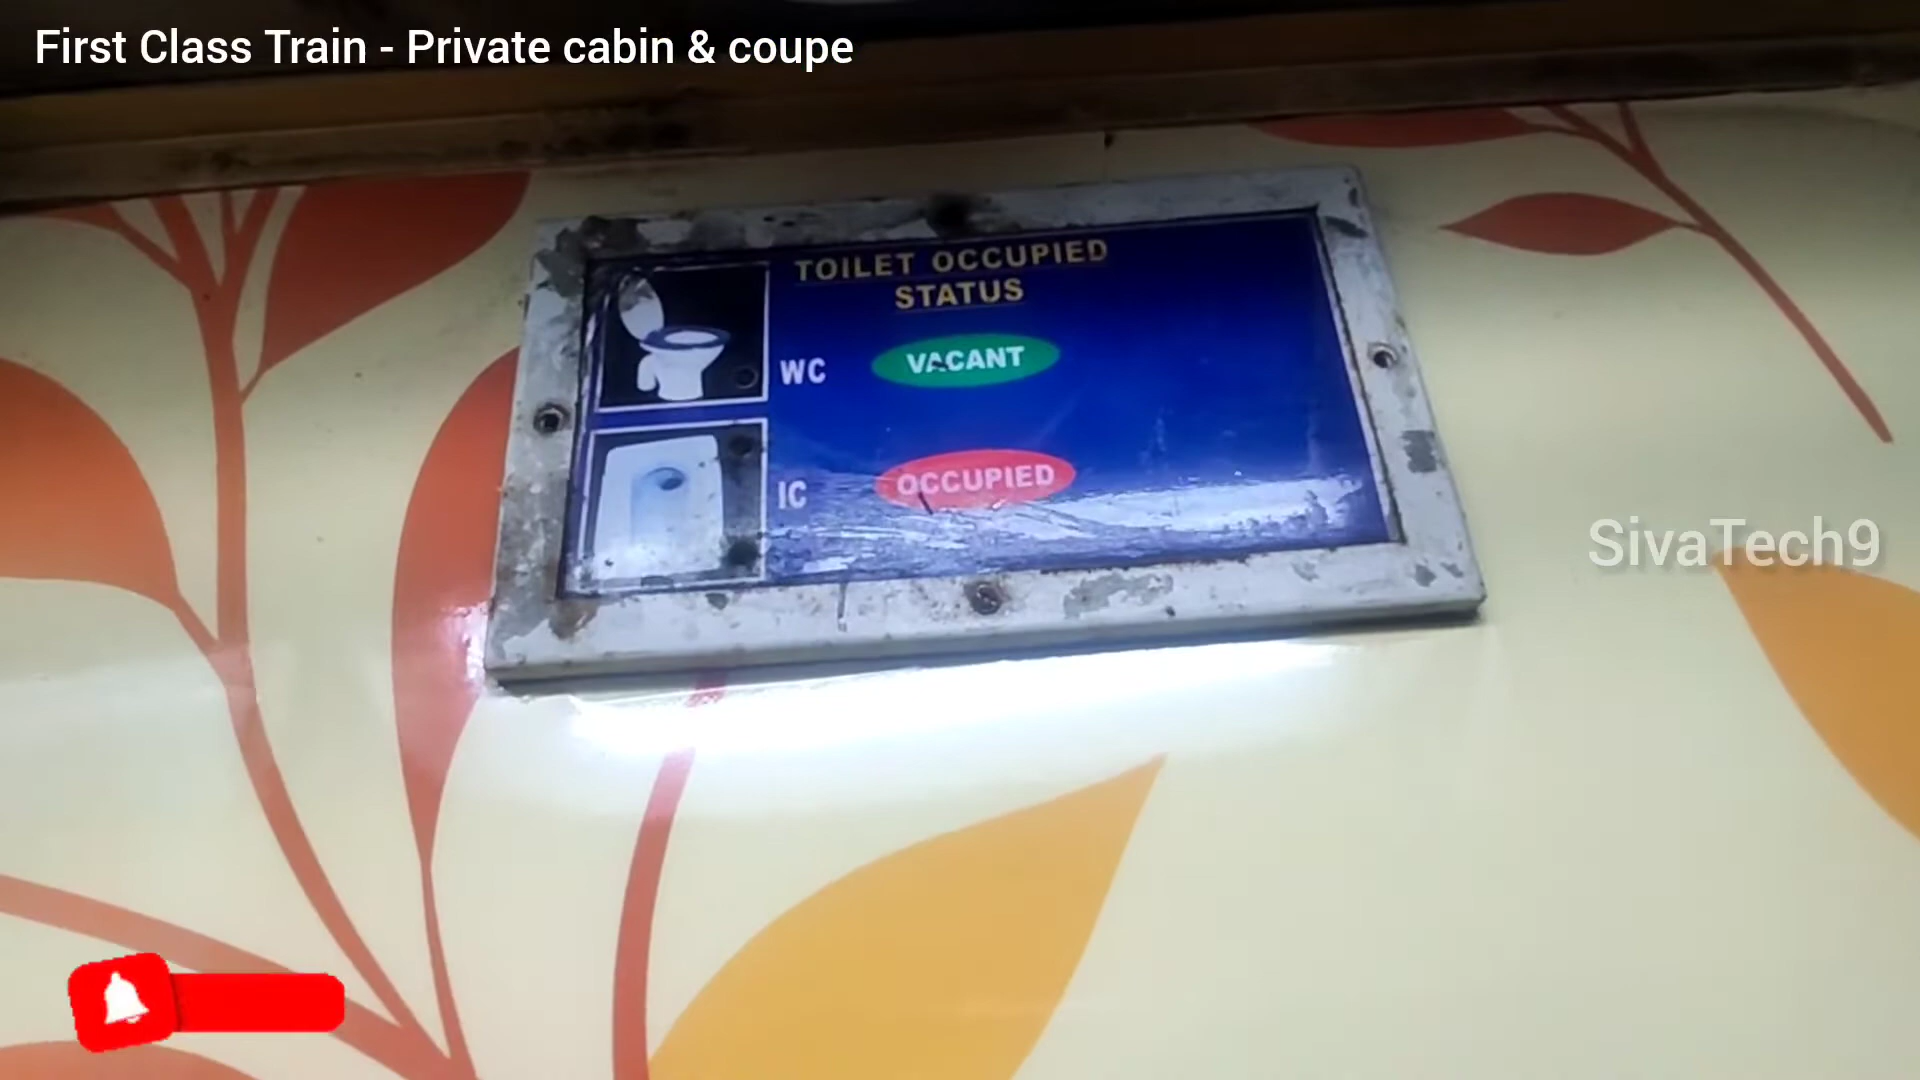 First Class Train - Private cabin & coupe
TOILET OCCUPIED
STATUS
WC VACANT
IC OCCUPIED
SivaTech9